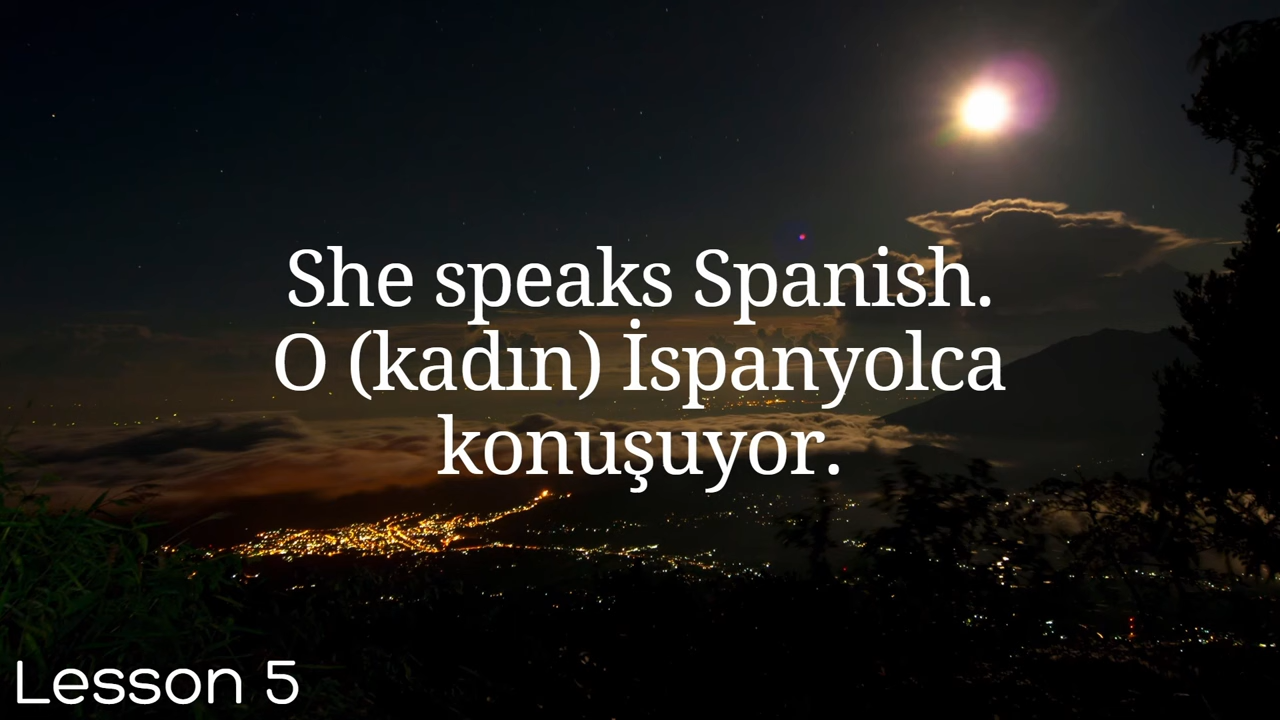 She speaks Spanish.
O (kadın) İspanyolca
konuşuyor.
Lesson 5